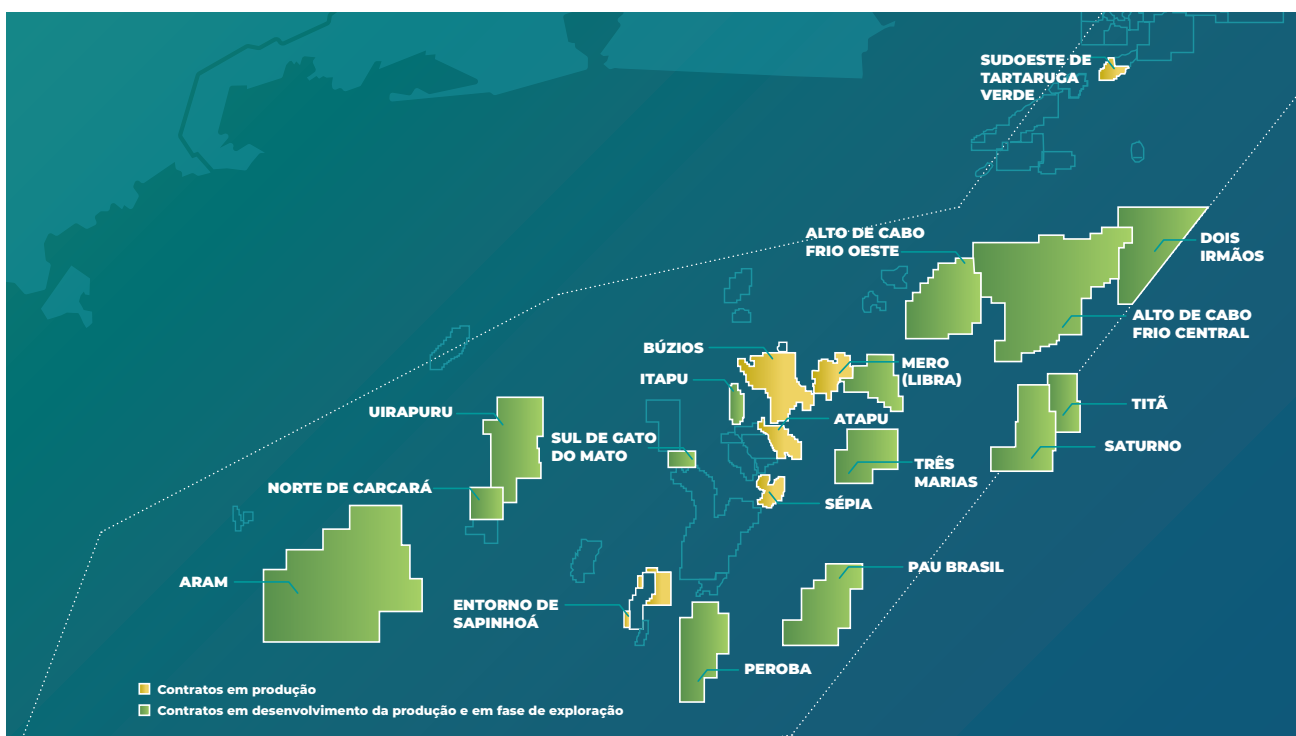 SUDOESTE DE
TARTARUGA
VERDE
ALTO DE CABO
FRIO OESTE
DOIS
IRMÃOS
ALTO DE CABO
FRIO CENTRAL
BÚZIOS
MERO
(LIBRA)
ITAPU
TITÃ
UIRAPURU
ATAPU
SUL DE GATO
DO MATO
SATURNO
TRÊS
MARIAS
NORTE DE CARCARÁ
SÉPIA
PAU BRASIL
ARAM
ENTORNO DE
SAPINHOÁ
PEROBA
Contratos em produção
Contratos em desenvolvimento da produção e em fase de exploração